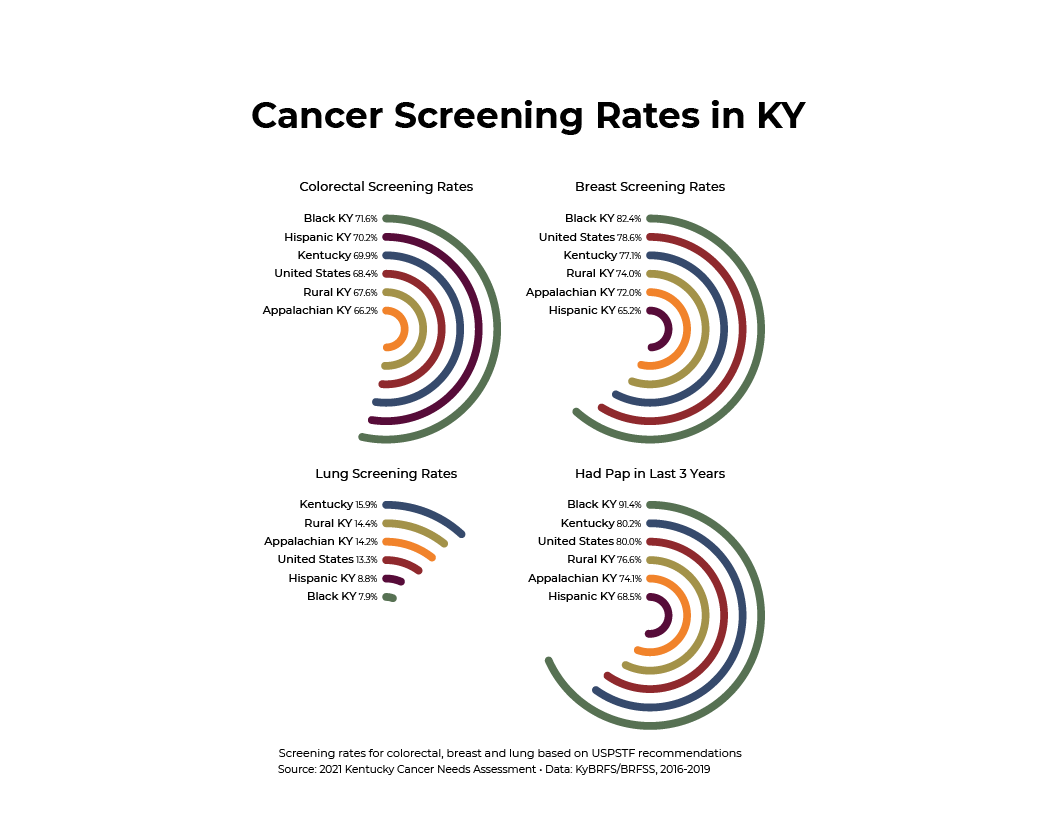 Cancer Screening Rates in KY
Colorectal Screening Rates
Black KY 71.6%
Hispanic KY 70.2%
Kentucky 69.9%
United States 68.4%
Rural KY 67.6%
Appalachian KY 66.2%
Breast Screening Rates
Black KY 82.4%
United States 78.6%
Kentucky 77.1%
Rural KY 74.0%
Appalachian KY 72.0%
Hispanic KY 65.2%
Lung Screening Rates
Kentucky 15.9%
Rural KY 14.4%
Appalachian KY 14.2%
United States 13.3%
Hispanic KY 8.8%
Black KY 7.9%
Had Pap in Last 3 Years
Black KY 91.4%
Kentucky 80.2%
United States 80.0%
Rural KY 76.6%
Appalachian KY 74.1%
Hispanic KY 68.5%
Screening rates for colorectal, breast and lung based on USPSTF recommendations
Source: 2021 Kentucky Cancer Needs Assessment • Data: KyBRFS/BRFSS, 2016-2019